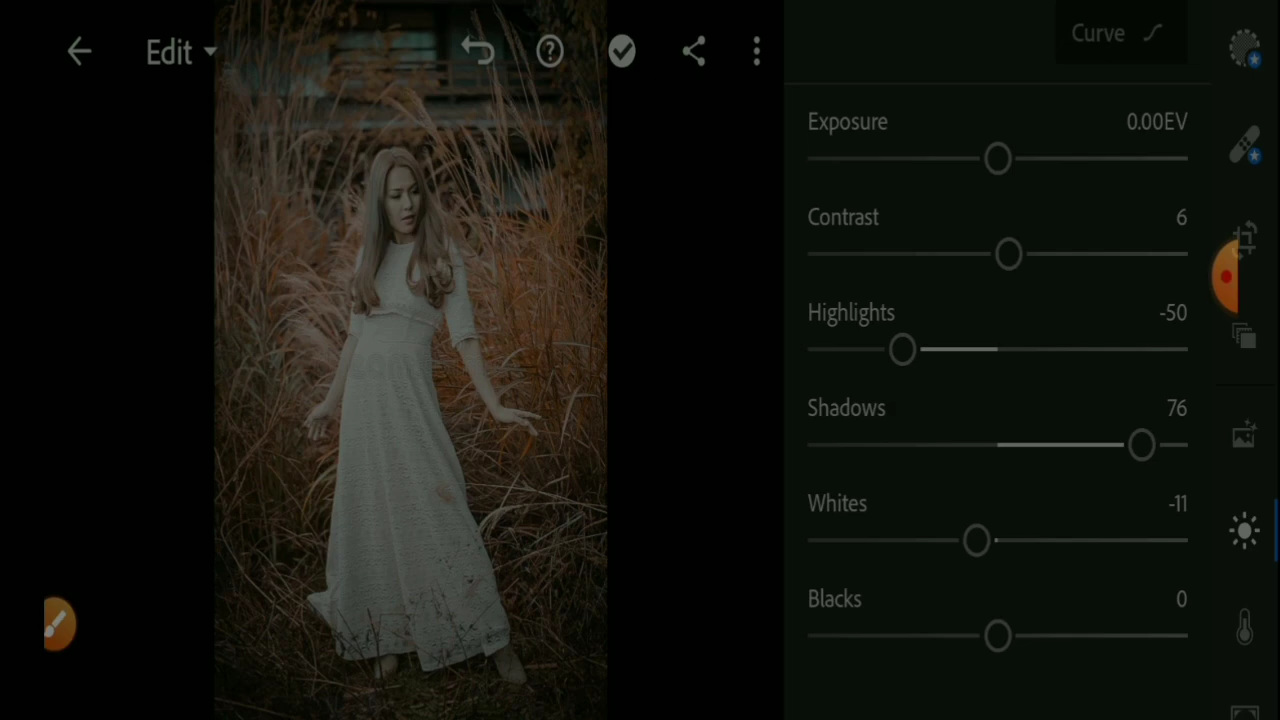 Edit
Curve
Exposure 0.00EV
Contrast 6
Highlights -50
Shadows 76
Whites -11
Blacks 0